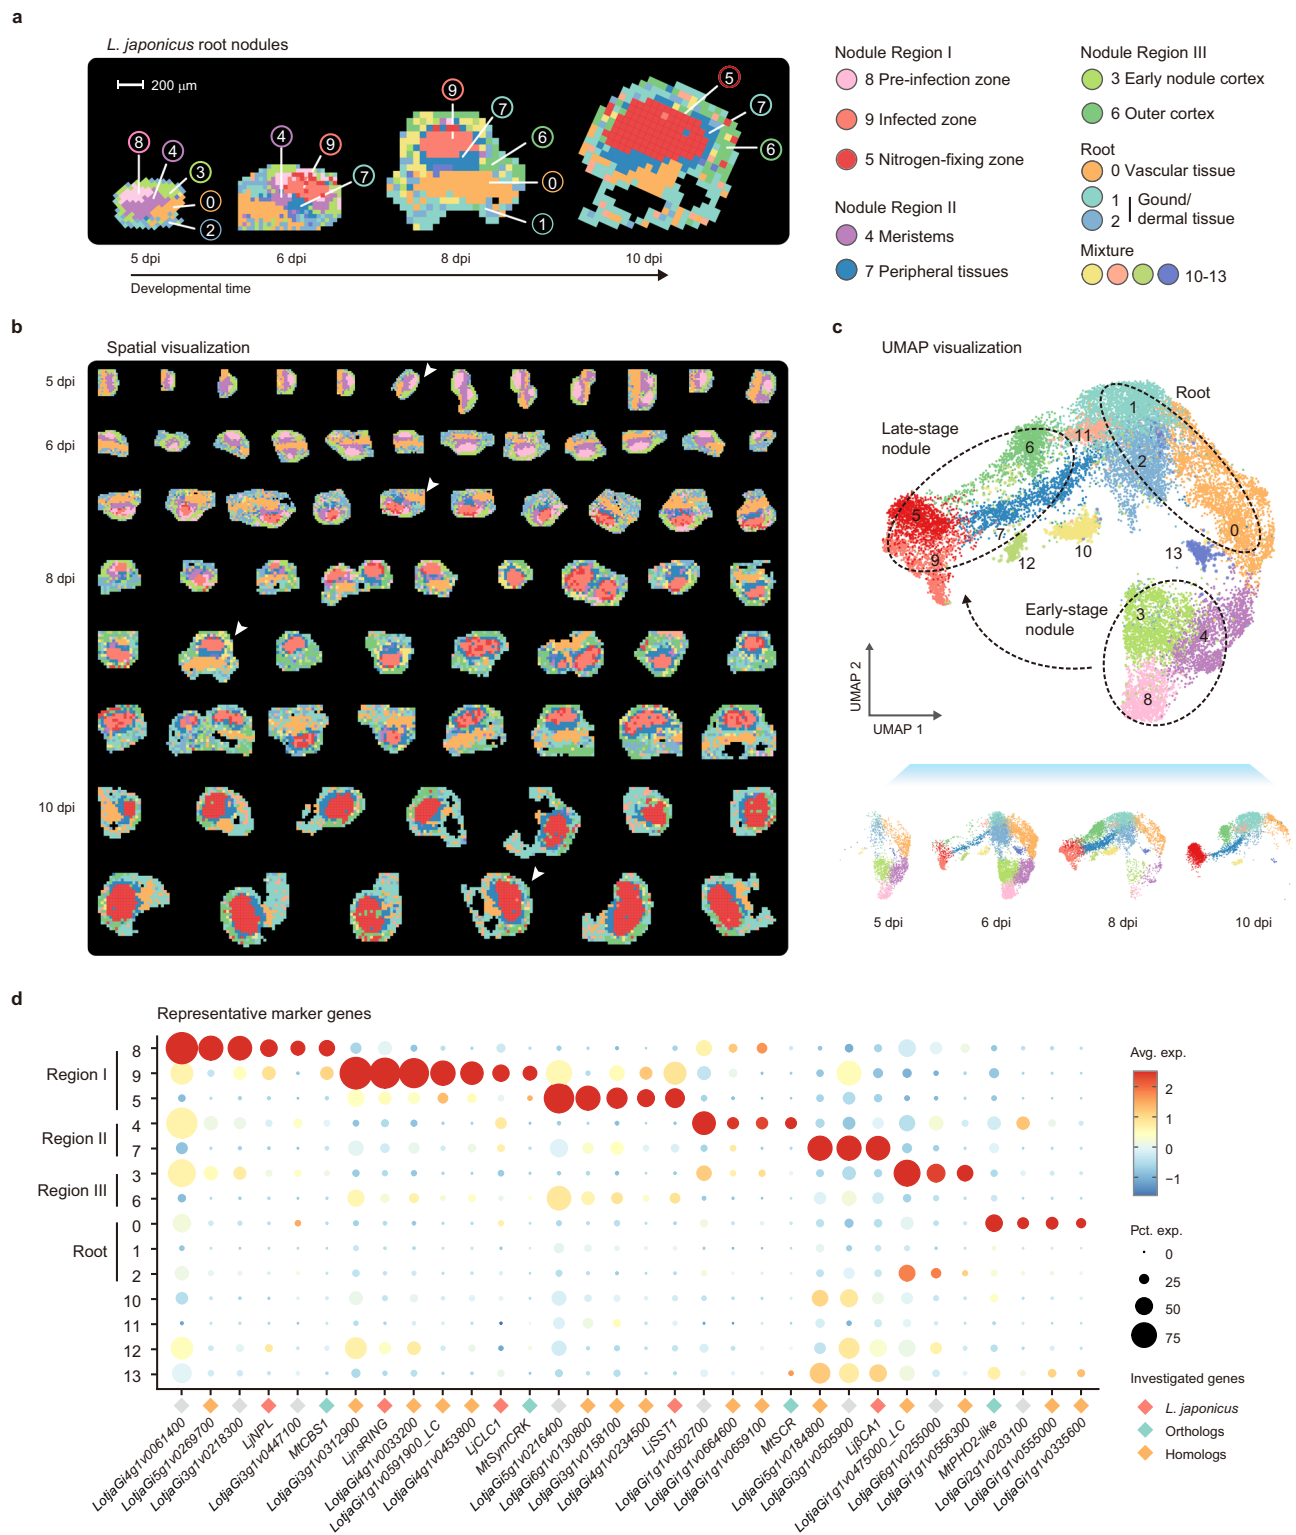 a
L. japonicus root nodules
200 µm
8
4
3
0
2
4
9
7
9
7
6
0
1
5
7
6
5 dpi
6 dpi
8 dpi
10 dpi
Developmental time
Nodule Region I
8 Pre-infection zone
9 Infected zone
5 Nitrogen-fixing zone
Nodule Region II
4 Meristems
7 Peripheral tissues
Nodule Region III
3 Early nodule cortex
6 Outer cortex
Root
0 Vascular tissue
1
2
Gound/
dermal tissue
Mixture
10-13
b
Spatial visualization
5 dpi
6 dpi
8 dpi
10 dpi
c
UMAP visualization
Root
Late-stage
nodule
Early-stage
nodule
1
11
6
2
5
7
9
12
10
13
0
3
4
8
UMAP 2
UMAP 1
5 dpi
6 dpi
8 dpi
10 dpi
d
Representative marker genes
Region I
Region II
Region III
Root
8
9
5
4
7
3
6
0
1
2
10
11
12
13
LotjaGi4g1v0061400
LotjaGi5g1v0269700
LotjaGi3g1v0218300
LjNPL
LotjaGi3g1v0447100
MtCBS1
LotjaGi3g1v0312900
LjnsRING
LotjaGi4g1v0033200
LotjaGi1g1v0591900_LC
LotjaGi4g1v0453800
LjCLC1
MtSymCRK
LotjaGi5g1v0216400
LotjaGi6g1v0130800
LotjaGi3g1v0158100
LotjaGi4g1v0234500
LjSST1
LotjaGi1g1v0502700
LotjaGi1g1v0664600
LotjaGi1g1v0659100
MtSCR
LotjaGi5g1v0184800
LotjaGi3g1v0505900
LjβCA1
LotjaGi1g1v0475000_LC
LotjaGi6g1v0255000
LotjaGi1g1v0556300
MtPHO2-like
LotjaGi2g1v0203100
LotjaGi1g1v0555000
LotjaGi1g1v0335600
Avg. exp.
2
1
0
−1
Pct. exp.
0
25
50
75
Investigated genes
L. japonicus
Orthologs
Homologs